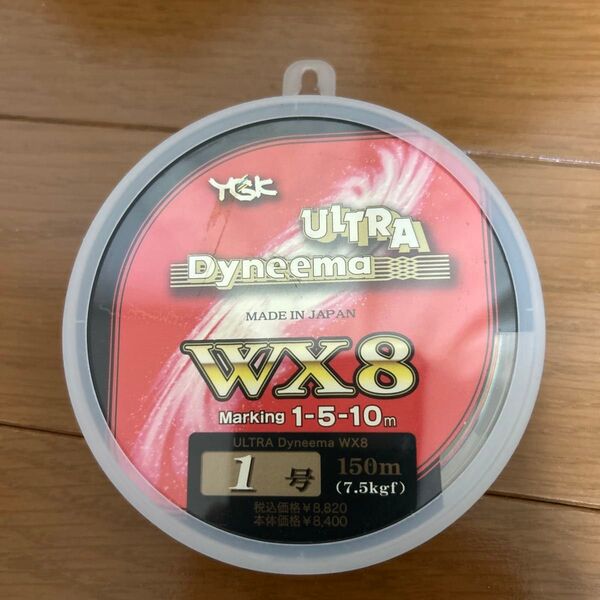 YGK
ULTRA
Dyneema
MADE IN JAPAN
WX8
Marking 1-5-10m
ULTRA Dyneema WX8
1号 150m
(7.5kgf)
税込価格¥8,820
本体価格¥8,400